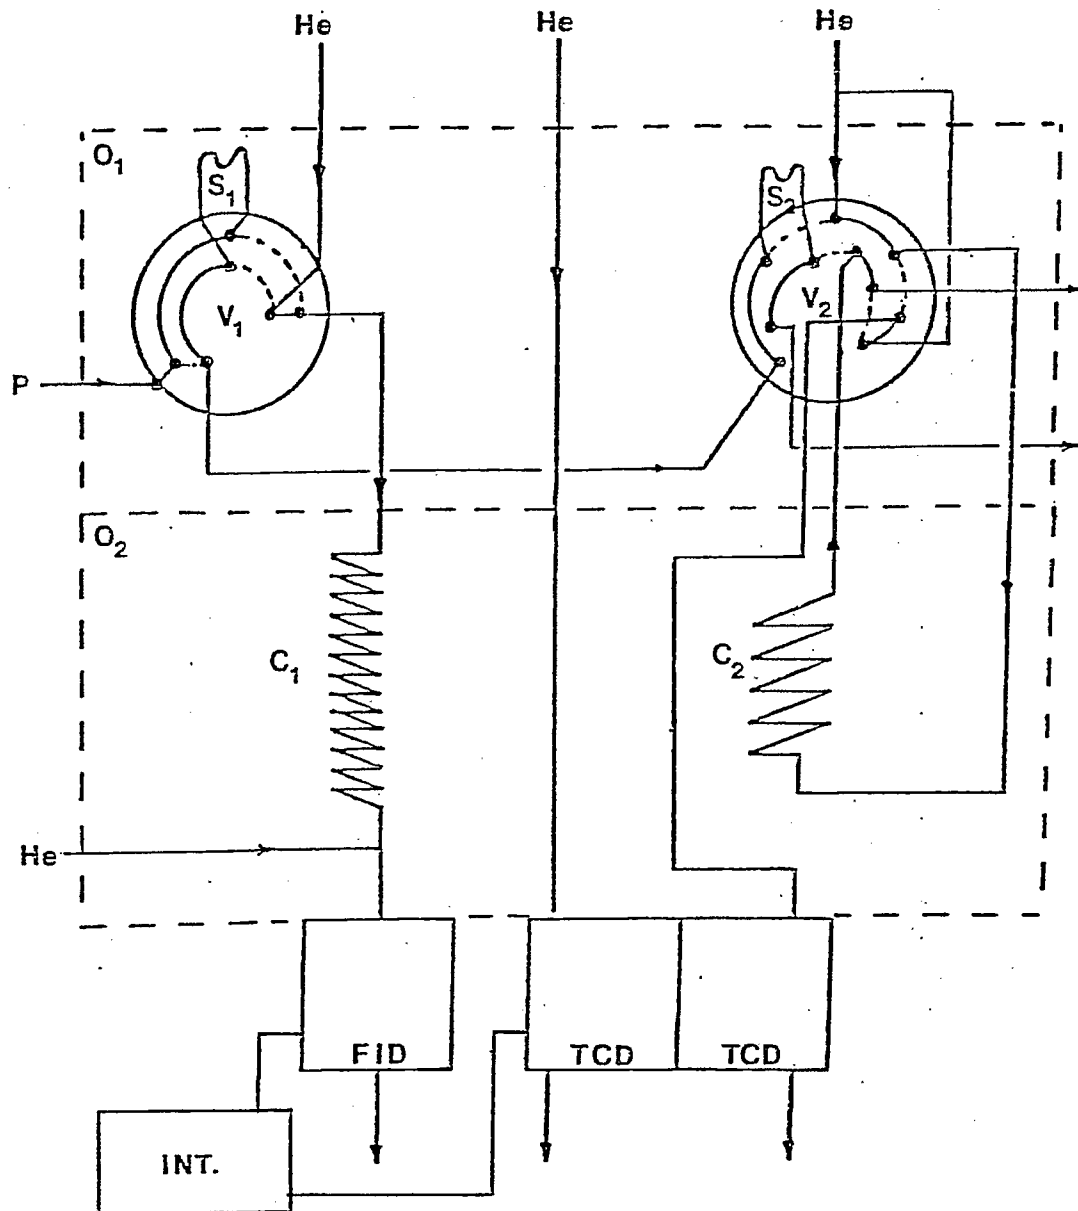 He He He
O1
S1 S2
V1 V2
P
O2
C1 C2
He
FID TCD TCD
INT.